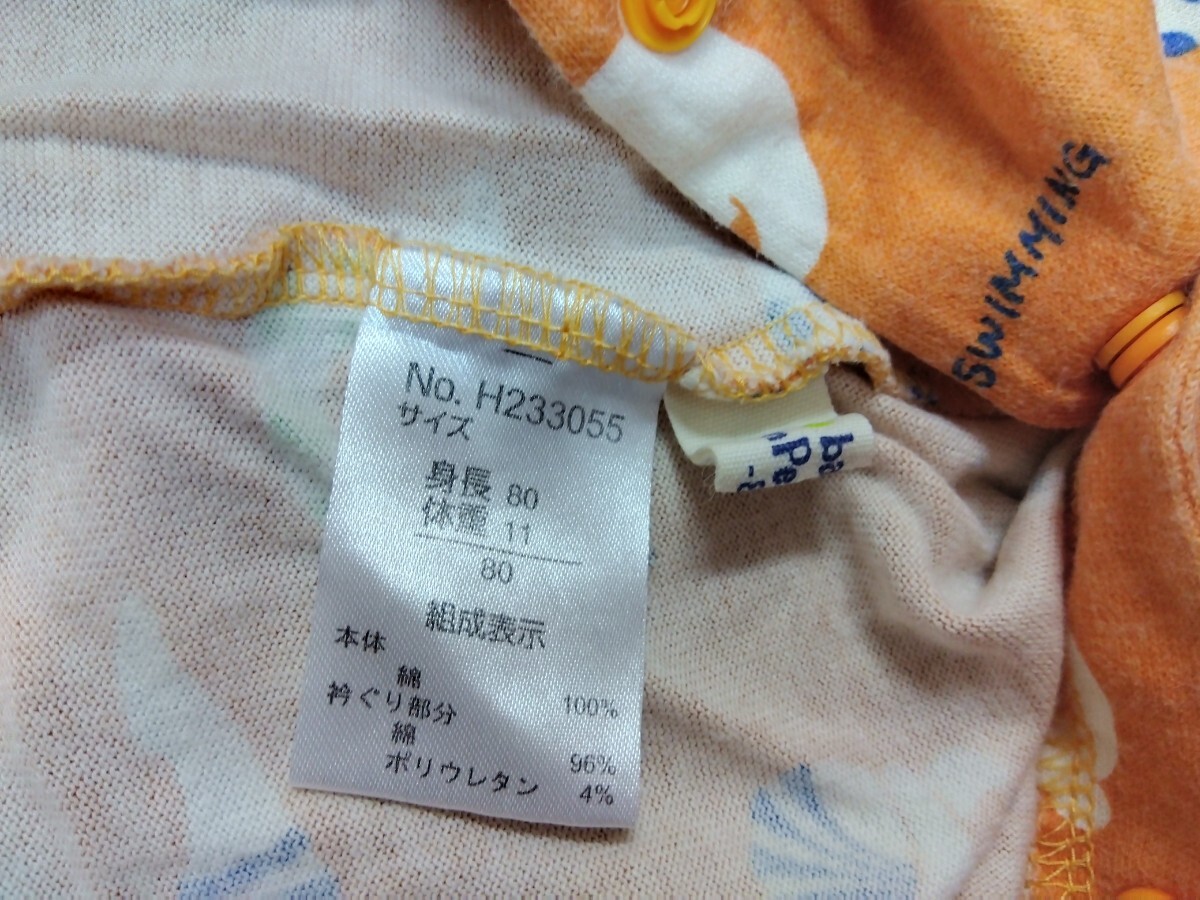 SWIMMING
No. H233055
サイズ
身長 80
体重 11
80
組成表示
本体
綿 100%
衿ぐり部分
綿 96%
ポリウレタン 4%